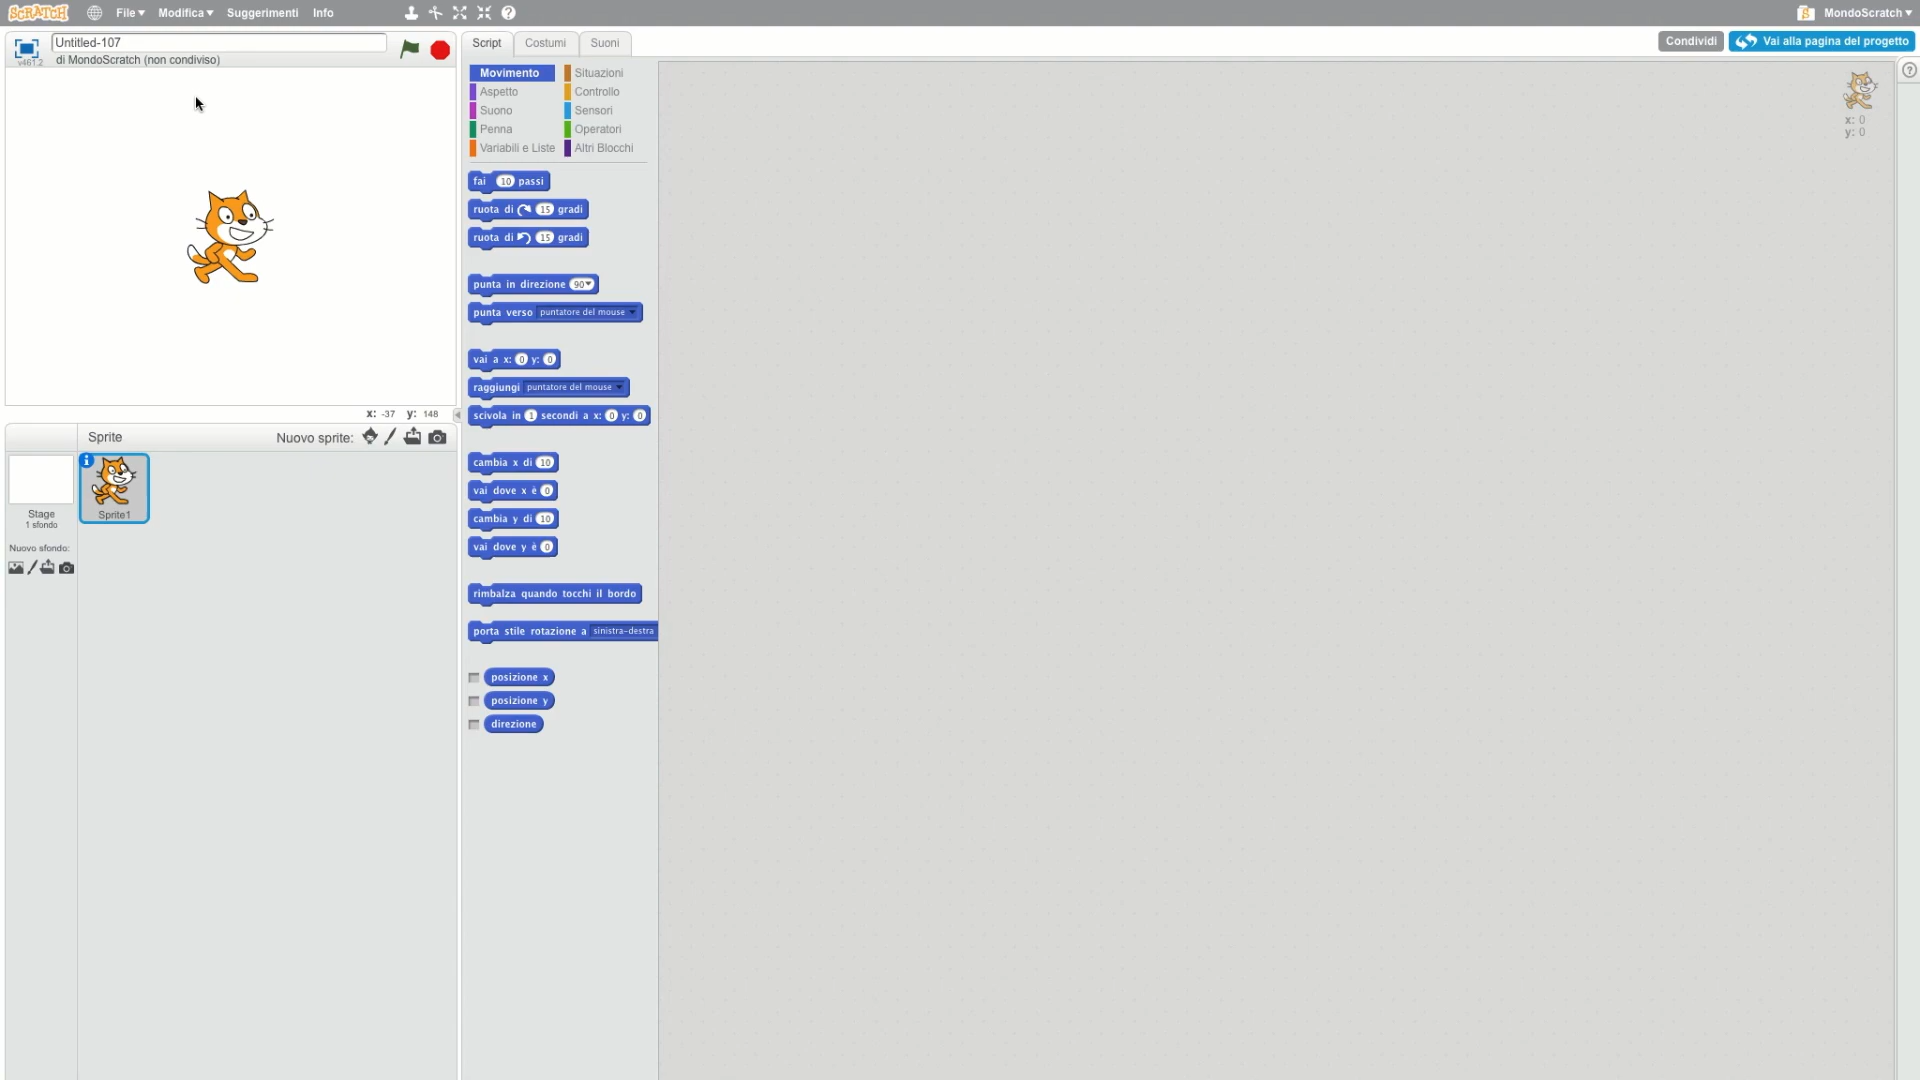 SCRATCH File Modifica Suggerimenti Info MondoScratch
v461.2
Untitled-107
di MondoScratch (non condiviso)
Script Costumi Suoni
Condividi Vai alla pagina del progetto
Movimento Situazioni
Aspetto Controllo
Suono Sensori
Penna Operatori
Variabili e Liste Altri Blocchi
x: 0
y: 0
fai 10 passi
ruota di 15 gradi
ruota di 15 gradi
punta in direzione 90
punta verso puntatore del mouse
vai a x: 0 y: 0
raggiungi puntatore del mouse
scivola in 1 secondi a x: 0 y: 0
cambia x di 10
vai dove x è 0
cambia y di 10
vai dove y è 0
rimbalza quando tocchi il bordo
porta stile rotazione a sinistra-destra
posizione x
posizione y
direzione
x: -37 y: 148
Sprite Nuovo sprite:
Stage
1 sfondo
Sprite1
Nuovo sfondo: